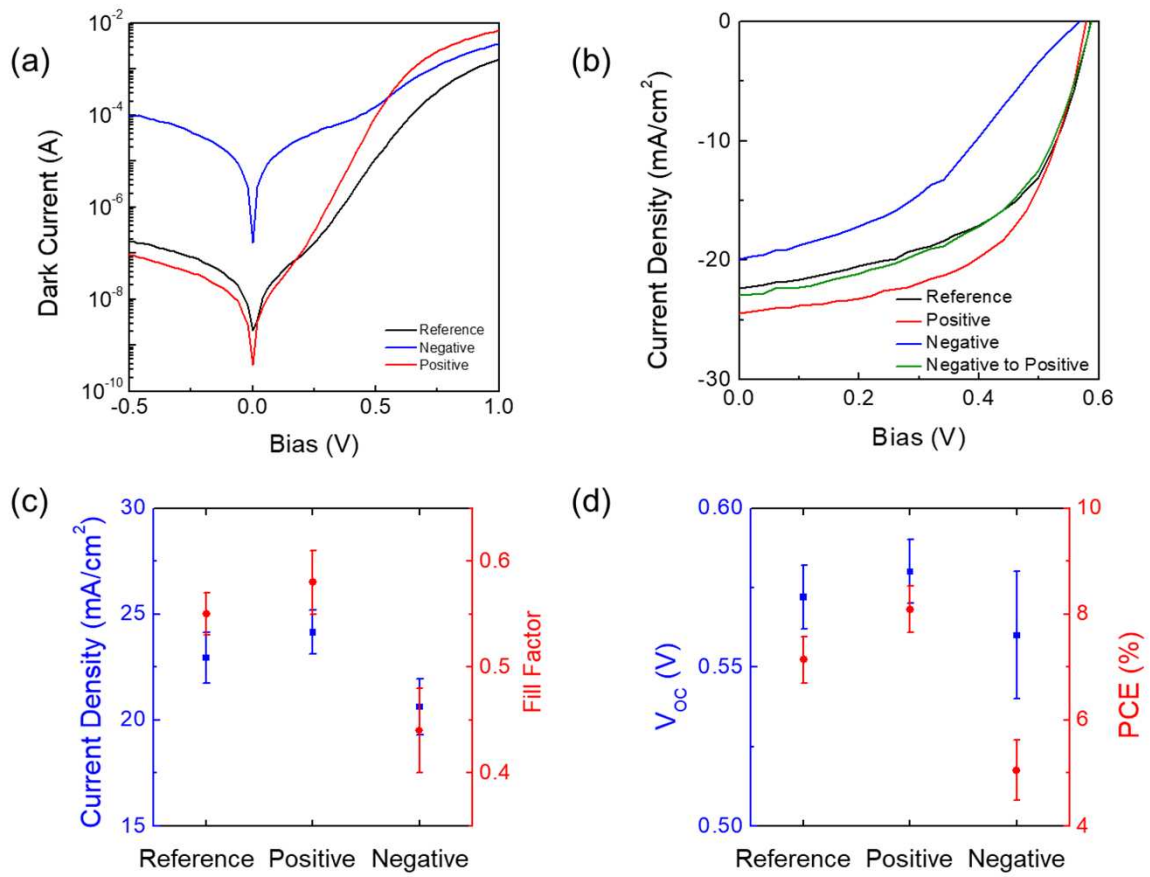 (a)
Dark Current (A)
10⁻²
10⁻⁴
10⁻⁶
10⁻⁸
10⁻¹⁰
Reference
Negative
Positive
-0.5
0.0
0.5
1.0
Bias (V)
(b)
Current Density (mA/cm²)
0
-10
-20
-30
Reference
Positive
Negative
Negative to Positive
0.0
0.2
0.4
0.6
Bias (V)
(c)
Current Density (mA/cm²)
30
25
20
15
0.6
0.5
0.4
Fill Factor
Reference
Positive
Negative
(d)
V_OC (V)
0.60
0.55
0.50
10
8
6
4
PCE (%)
Reference
Positive
Negative